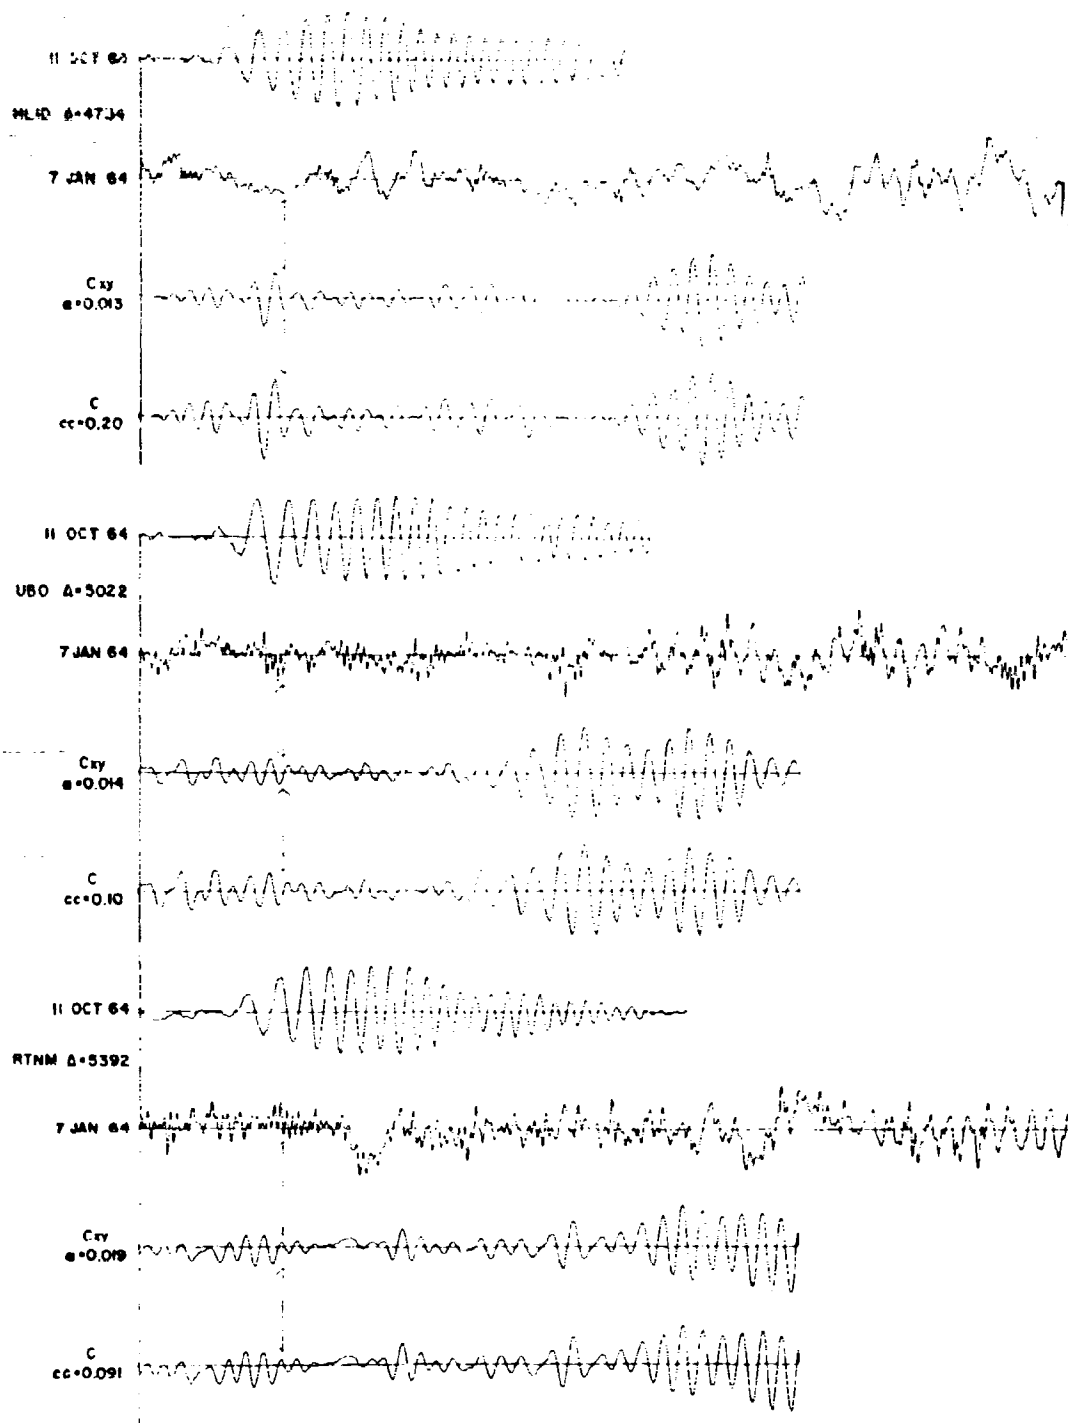 11 OCT 64
MLID Δ=4734
7 JAN 64
Cxy
a=0.013
C
cc=0.20
11 OCT 64
UBO Δ=5022
7 JAN 64
Cxy
a=0.014
C
cc=0.10
11 OCT 64
RTNM Δ=5392
7 JAN 64
Cxy
a=0.019
C
cc=0.091